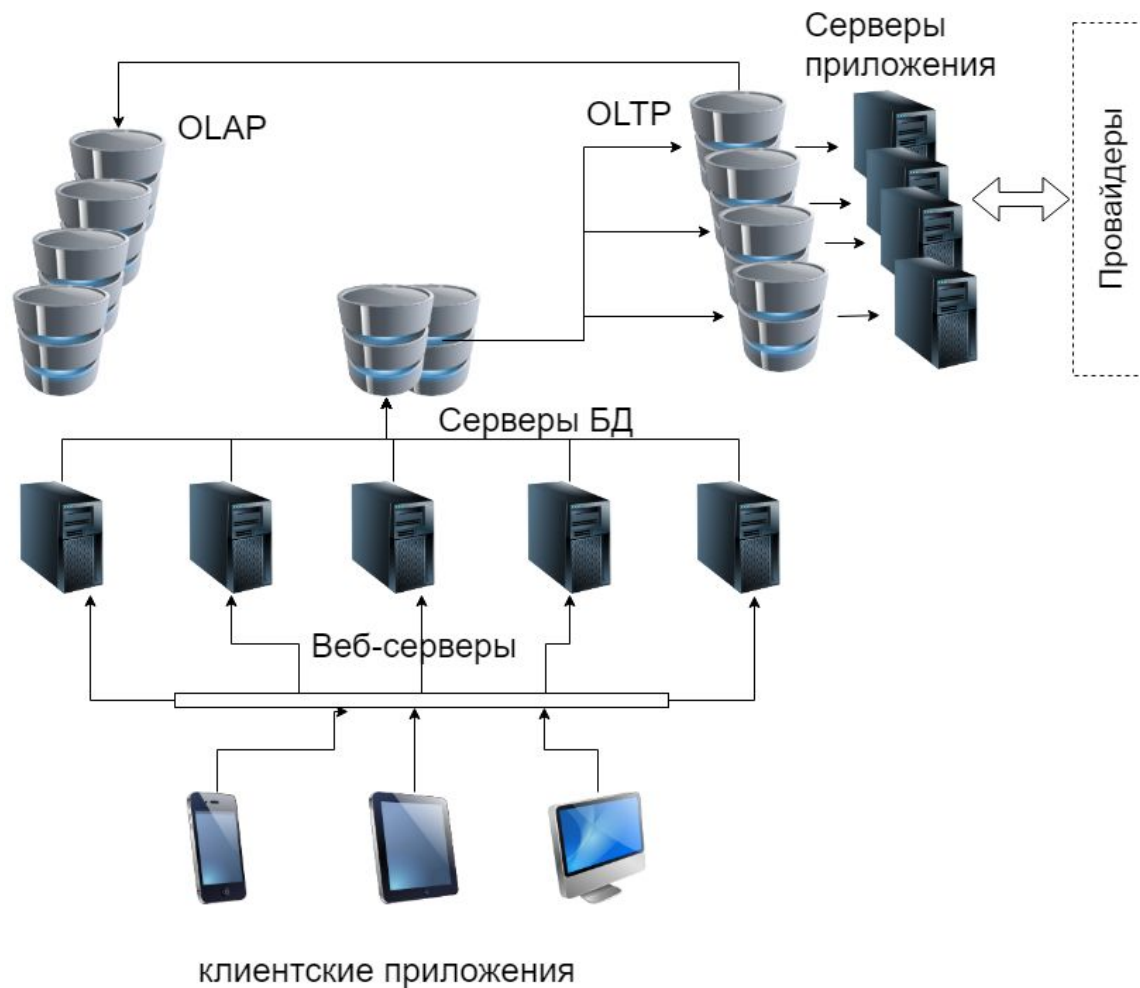 Серверы
приложения
OLAP
OLTP
Провайдеры
Серверы БД
Веб-серверы
клиентские приложения